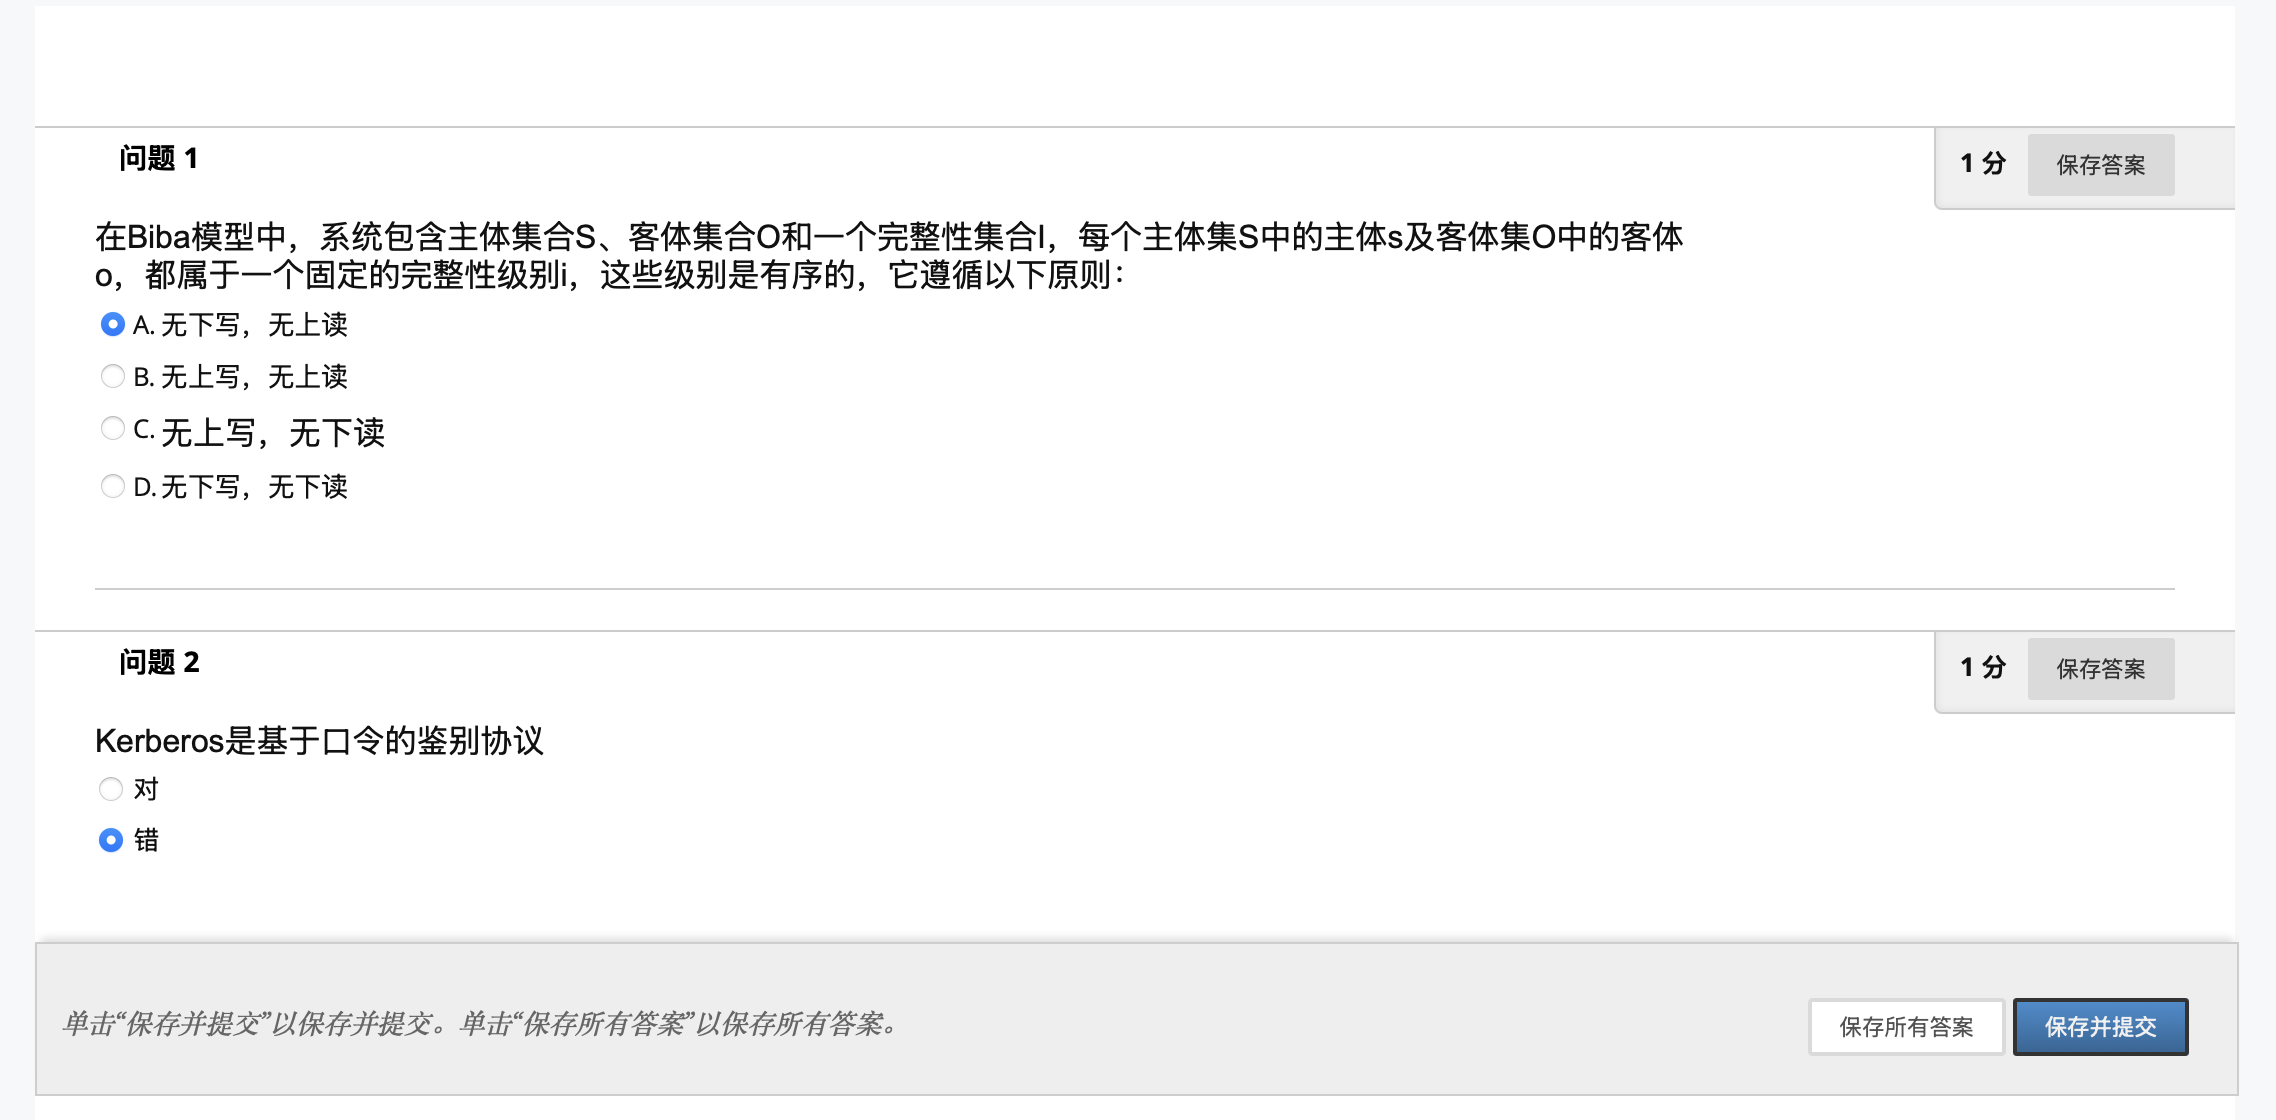 问题 1
1 分
保存答案
在Biba模型中，系统包含主体集合S、客体集合O和一个完整性集合I，每个主体集S中的主体s及客体集O中的客体
o，都属于一个固定的完整性级别i，这些级别是有序的，它遵循以下原则：
A. 无下写，无上读
B. 无上写，无上读
C. 无上写，无下读
D. 无下写，无下读
问题 2
1 分
保存答案
Kerberos是基于口令的鉴别协议
对
错
单击“保存并提交”以保存并提交。单击“保存所有答案”以保存所有答案。
保存所有答案
保存并提交